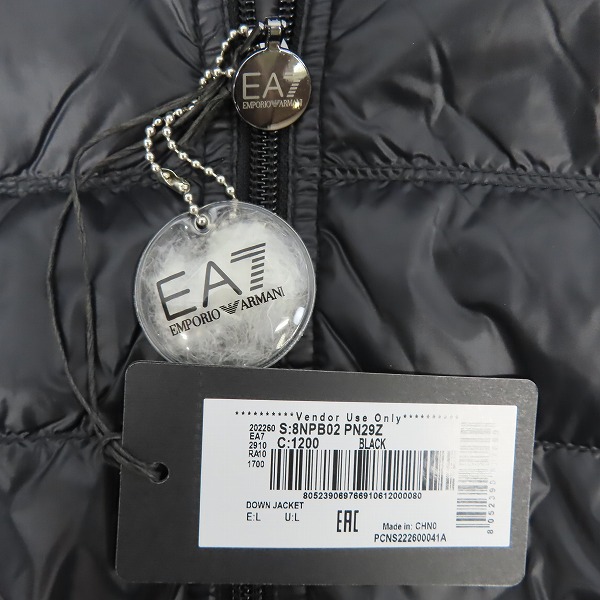 EA7
EMPORIO ARMANI
EA7
EMPORIO ARMANI
**********Vendor Use Only**********
202260 S:8NPB02 PN29Z
EA7
2910 C:1200 BLACK
RA10
1700
805239069766910612000080
DOWN JACKET
E:L U:L
EAC
Made in: CHN0
PCNS222600041A